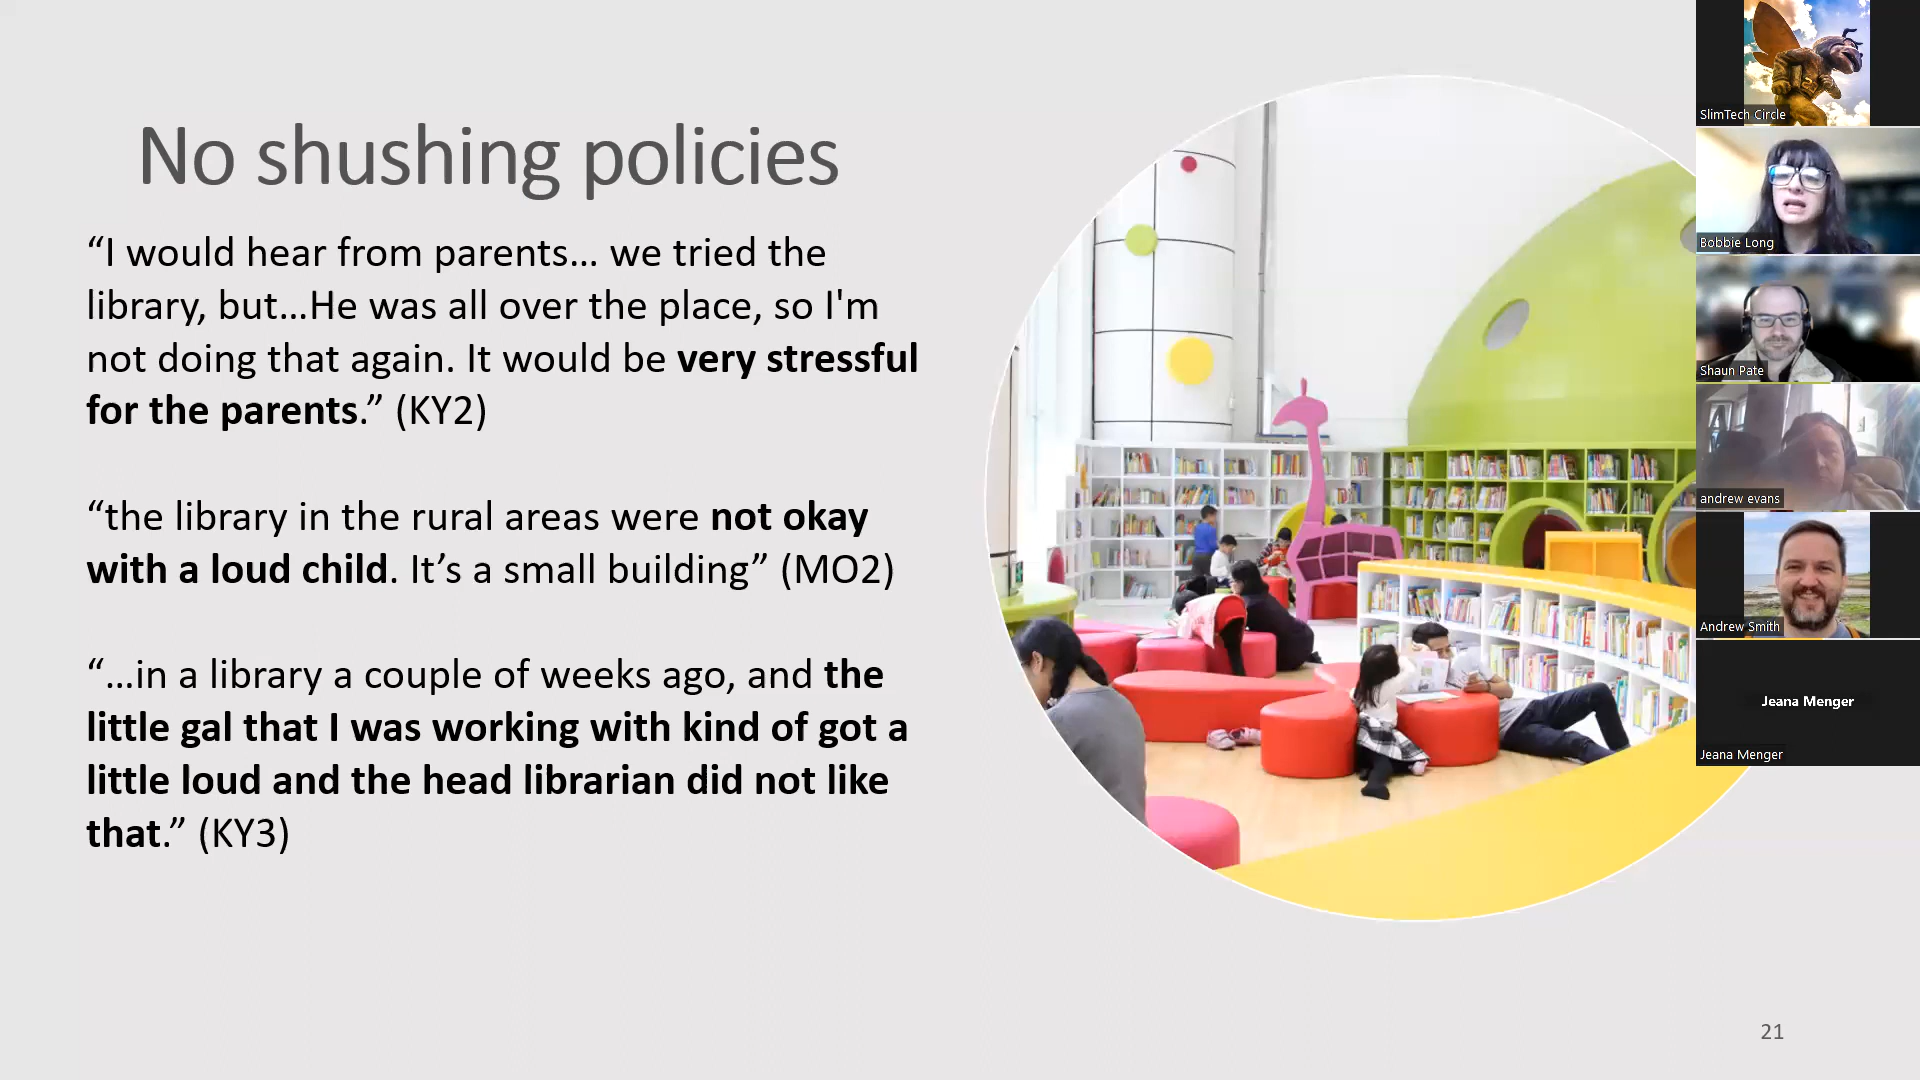 No shushing policies
“I would hear from parents… we tried the
library, but…He was all over the place, so I'm
not doing that again. It would be very stressful
for the parents.” (KY2)
“the library in the rural areas were not okay
with a loud child. It’s a small building” (MO2)
“…in a library a couple of weeks ago, and the
little gal that I was working with kind of got a
little loud and the head librarian did not like
that.” (KY3)
21
SlimTech Circle
Bobbie Long
Shaun Pate
andrew evans
Andrew Smith
Jeana Menger
Jeana Menger